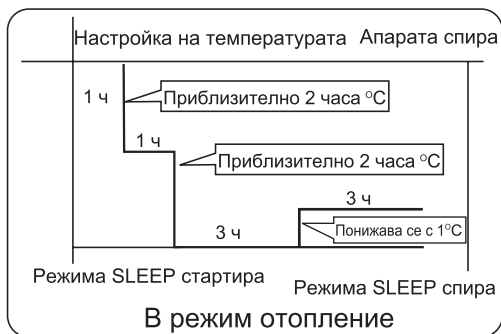 Настройка на температурата Апарата спира
1 ч
Приблизително 2 часа °C
1 ч
Приблизително 2 часа °C
3 ч
3 ч
Понижава се с 1°C
Режима SLEEP стартира
Режима SLEEP спира
В режим отопление